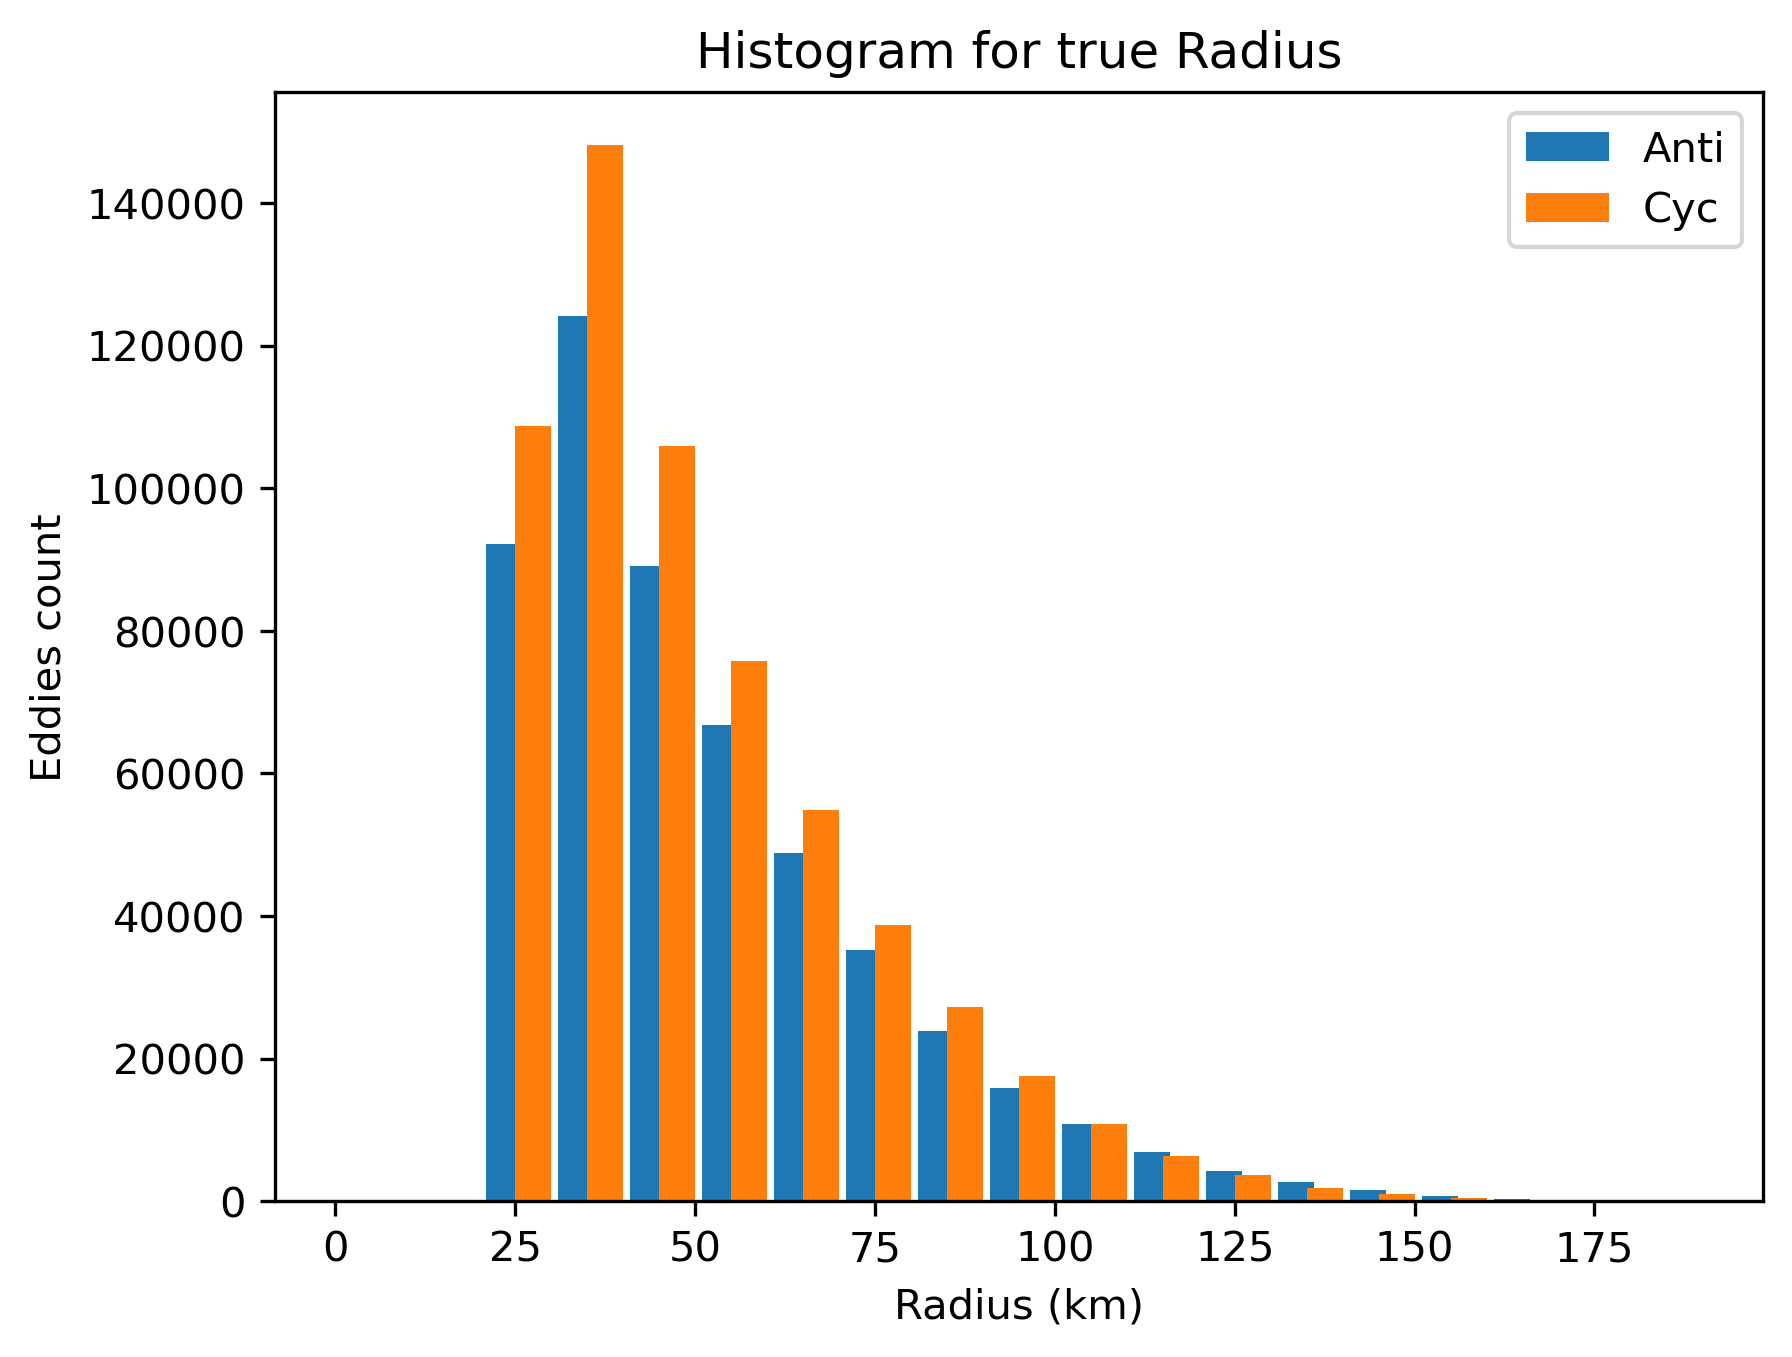 Histogram for true Radius
Anti
Cyc
Eddies count
140000
120000
100000
80000
60000
40000
20000
0
0 25 50 75 100 125 150 175
Radius (km)